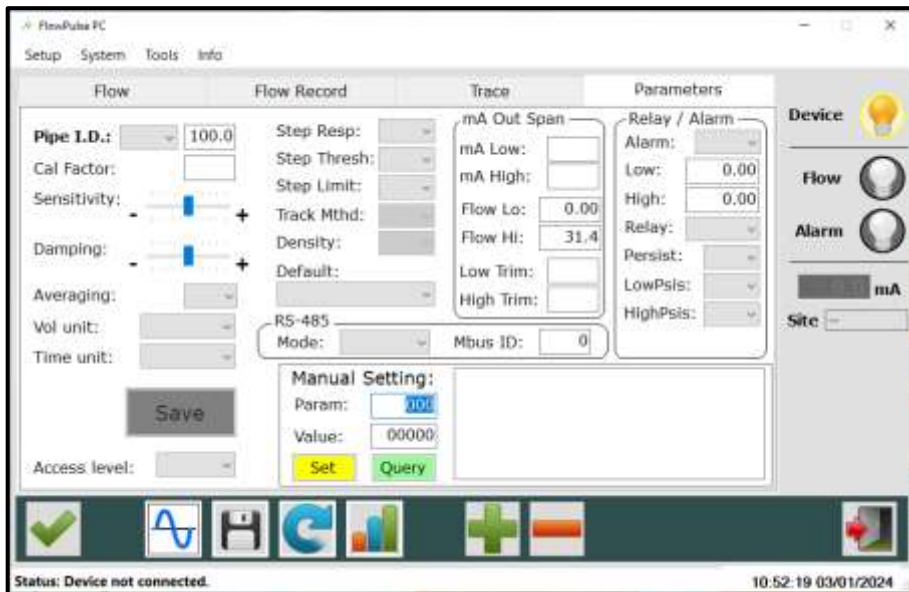 FlowPulse PC
Setup System Tools Info
Flow Flow Record Trace Parameters
Pipe I.D.: 100.0
Cal Factor:
Sensitivity:
- +
Damping:
- +
Averaging:
Vol unit:
Time unit:
Save
Access level:
Step Resp:
Step Thresh:
Step Limit:
Track Mthd:
Density:
Default:
mA Out Span
mA Low:
mA High:
Flow Lo: 0.00
Flow Hi: 31.4
Low Trim:
High Trim:
Relay / Alarm
Alarm:
Low: 0.00
High: 0.00
Relay:
Persist:
LowPsis:
HighPsis:
RS-485
Mode: Mbus ID: 0
Manual Setting:
Param: 000
Value: 00000
Set Query
Device
Flow
Alarm
mA
Site --
Status: Device not connected. 10:52:19 03/01/2024